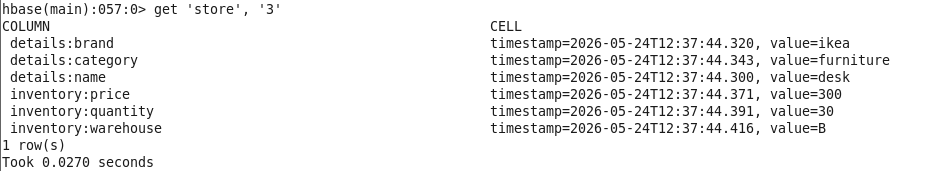 hbase(main):057:0> get 'store', '3'
COLUMN                                                       CELL
 details:brand                                               timestamp=2026-05-24T12:37:44.320, value=ikea
 details:category                                            timestamp=2026-05-24T12:37:44.343, value=furniture
 details:name                                                timestamp=2026-05-24T12:37:44.300, value=desk
 inventory:price                                             timestamp=2026-05-24T12:37:44.371, value=300
 inventory:quantity                                          timestamp=2026-05-24T12:37:44.391, value=30
 inventory:warehouse                                         timestamp=2026-05-24T12:37:44.416, value=B
1 row(s)
Took 0.0270 seconds